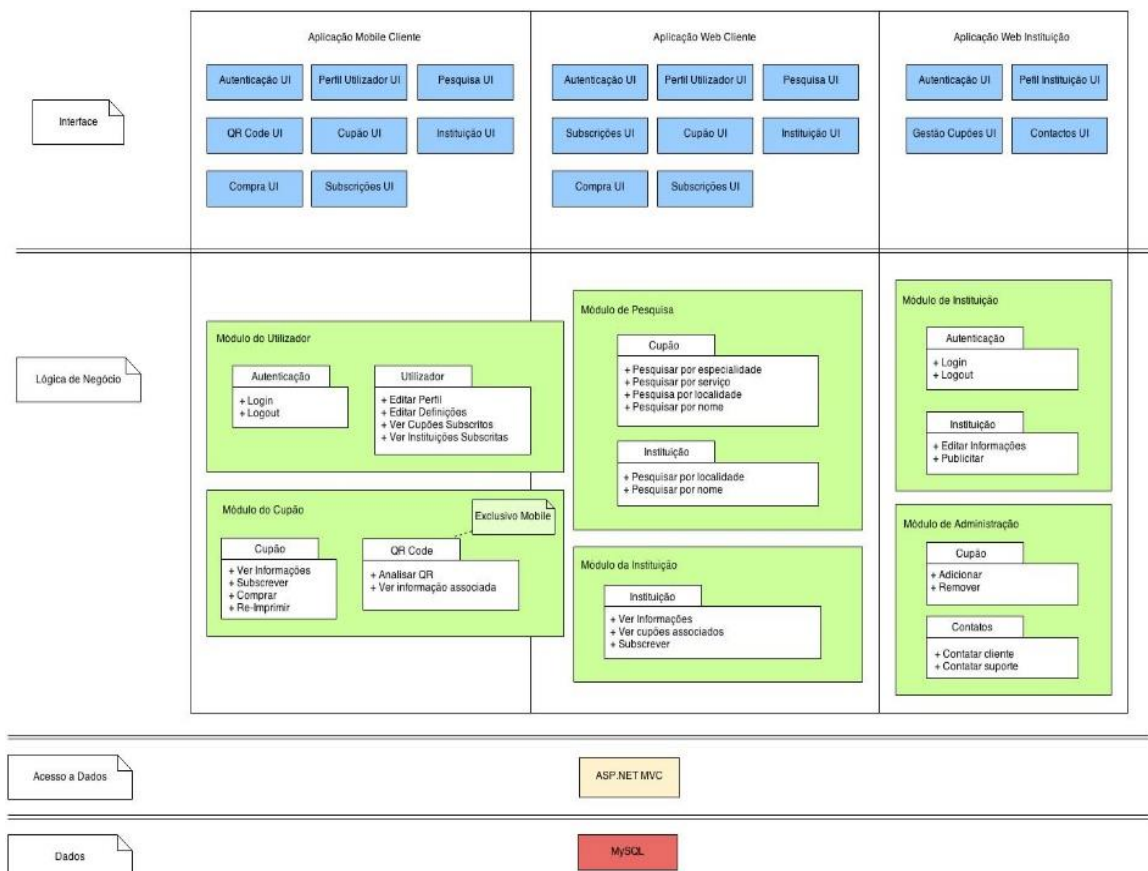 Aplicação Mobile Cliente
Aplicação Web Cliente
Aplicação Web Instituição
Interface
Autenticação UI
Perfil Utilizador UI
Pesquisa UI
QR Code UI
Cupão UI
Instituição UI
Compra UI
Subscrições UI
Autenticação UI
Perfil Utilizador UI
Pesquisa UI
Subscrições UI
Cupão UI
Instituição UI
Compra UI
Subscrições UI
Autenticação UI
Pefil Instituição UI
Gestão Cupões UI
Contactos UI
Lógica de Negócio
Módulo do Utilizador
Autenticação
+ Login
+ Logout
Utilizador
+ Editar Perfil
+ Editar Definições
+ Ver Cupões Subscritos
+ Ver Instituições Subscritas
Módulo do Cupão
Exclusivo Mobile
Cupão
+ Ver Informações
+ Subscrever
+ Comprar
+ Re-Imprimir
QR Code
+ Analisar QR
+ Ver informação associada
Módulo de Pesquisa
Cupão
+ Pesquisar por especialidade
+ Pesquisar por serviço
+ Pesquisa por localidade
+ Pesquisar por nome
Instituição
+ Pesquisar por localidade
+ Pesquisar por nome
Módulo da Instituição
Instituição
+ Ver Informações
+ Ver cupões associados
+ Subscrever
Módulo de Instituição
Autenticação
+ Login
+ Logout
Instituição
+ Editar Informações
+ Publicitar
Módulo de Administração
Cupão
+ Adicionar
+ Remover
Contatos
+ Contatar cliente
+ Contatar suporte
Acesso a Dados
ASP.NET MVC
Dados
MySQL